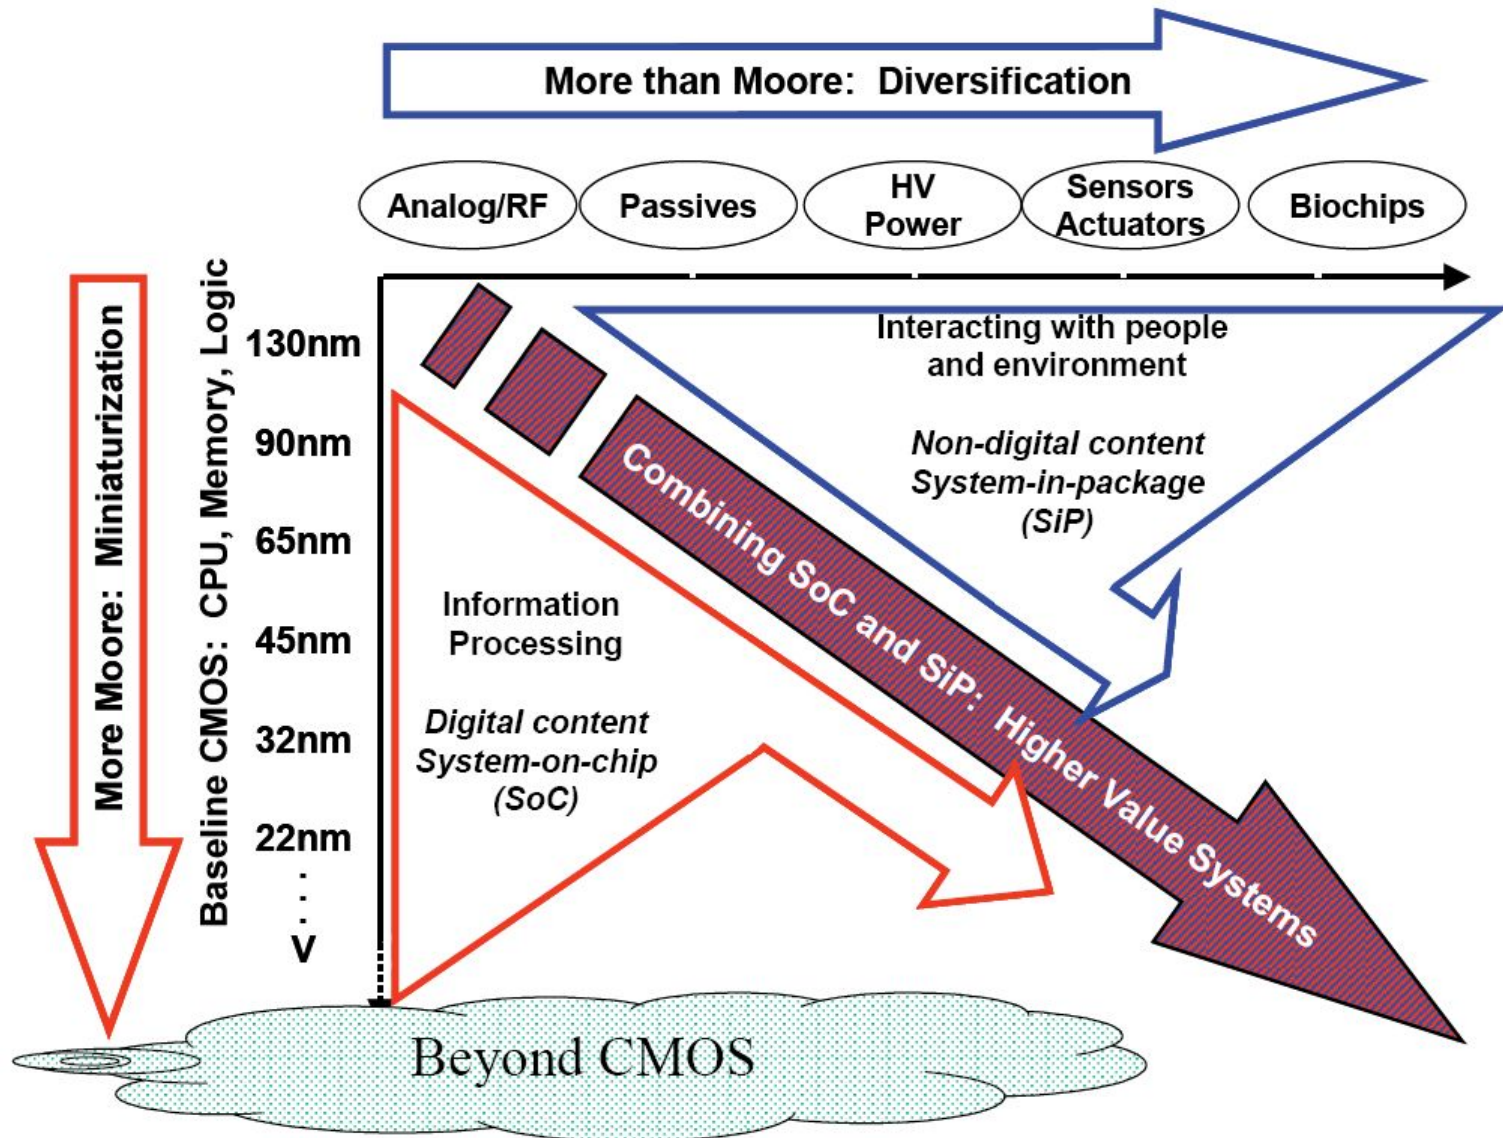 More than Moore: Diversification
Analog/RF
Passives
HV
Power
Sensors
Actuators
Biochips
More Moore: Miniaturization
Baseline CMOS: CPU, Memory, Logic
130nm
90nm
65nm
45nm
32nm
22nm
.
.
.
V
Interacting with people
and environment
Non-digital content
System-in-package
(SiP)
Combining SoC and SiP: Higher Value Systems
Information
Processing
Digital content
System-on-chip
(SoC)
Beyond CMOS